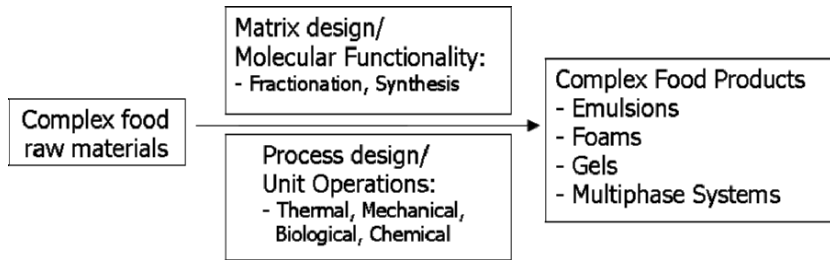 Matrix design/
Molecular Functionality:
- Fractionation, Synthesis
Complex food
raw materials
Process design/
Unit Operations:
- Thermal, Mechanical,
Biological, Chemical
Complex Food Products
- Emulsions
- Foams
- Gels
- Multiphase Systems